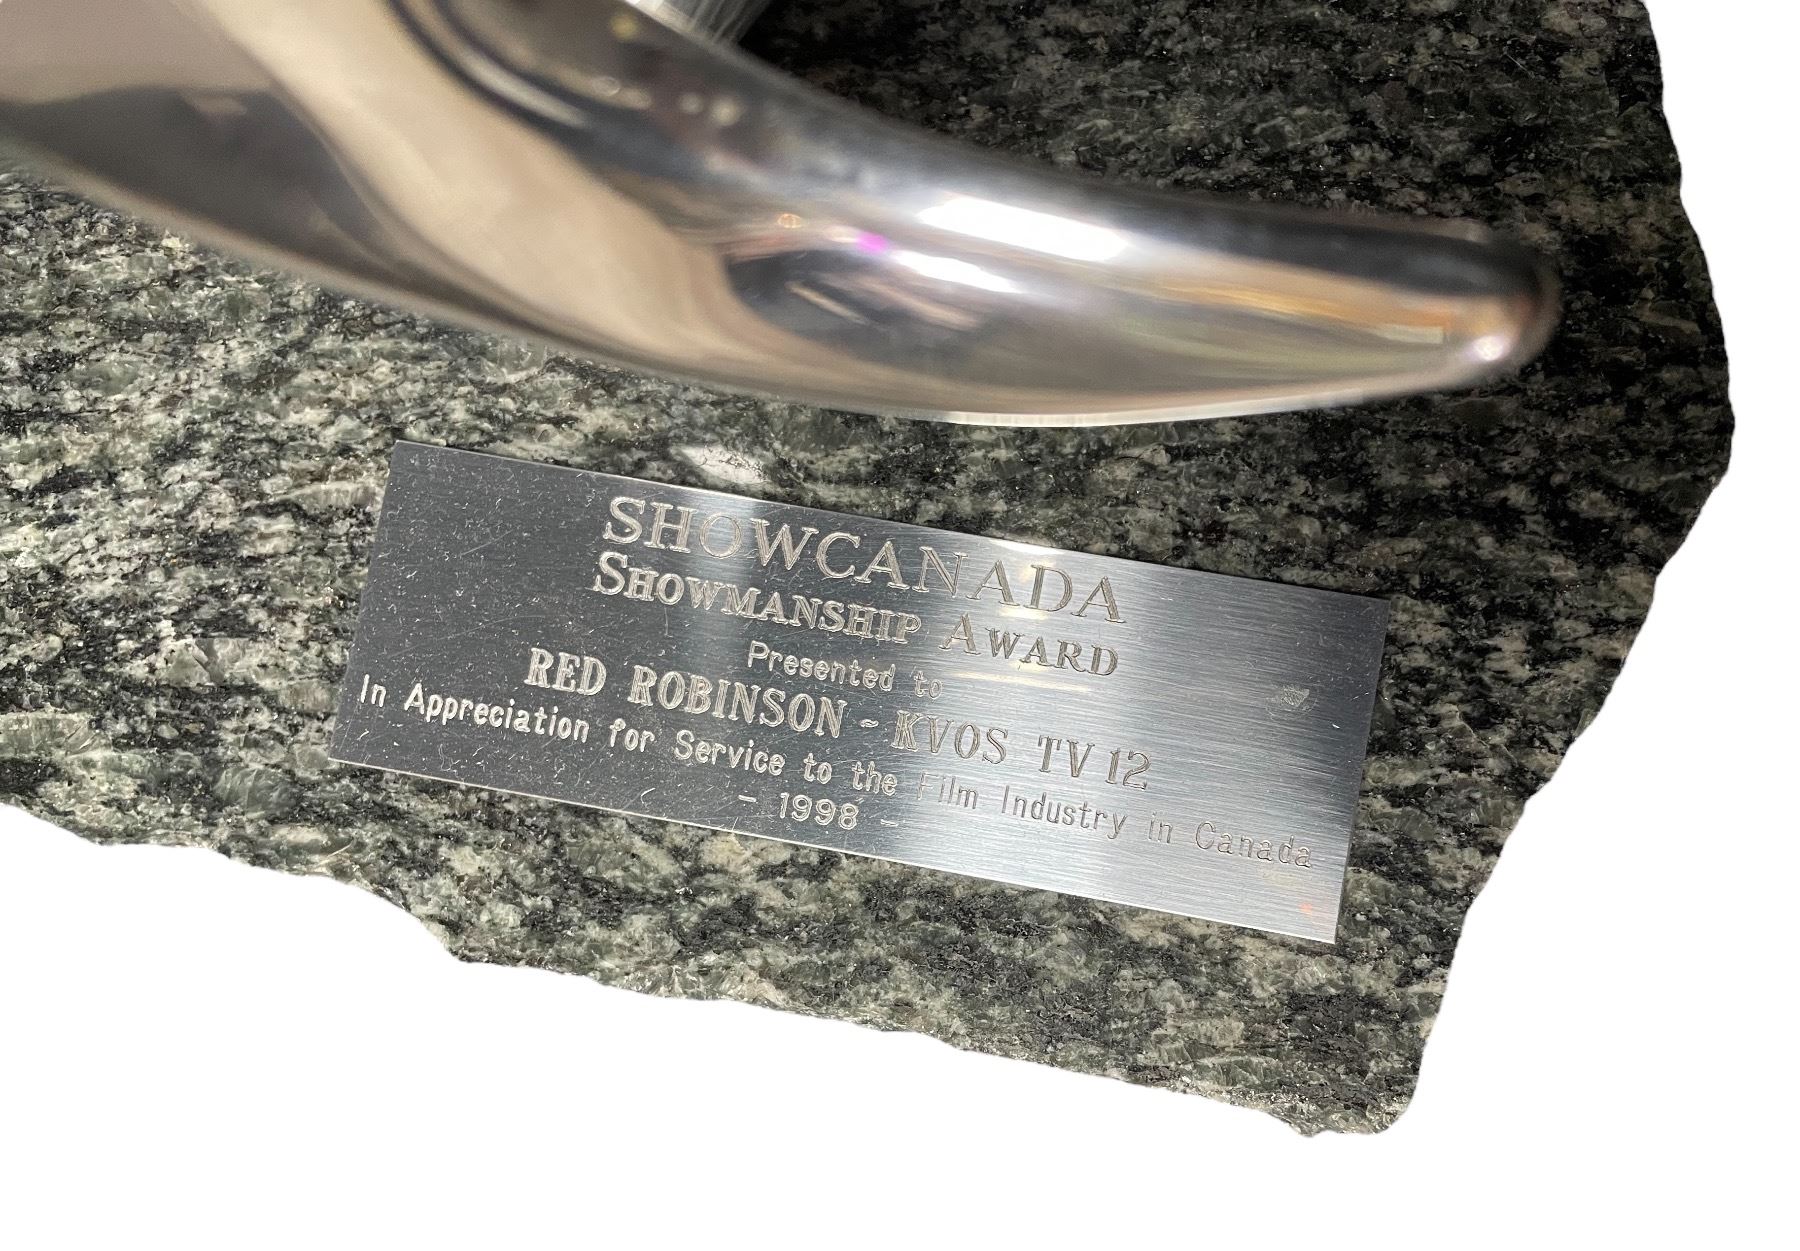 SHOWCANADA
SHOWMANSHIP AWARD
Presented to
RED ROBINSON ~ KVOS TV 12
In Appreciation for Service to the Film Industry in Canada
- 1998 -